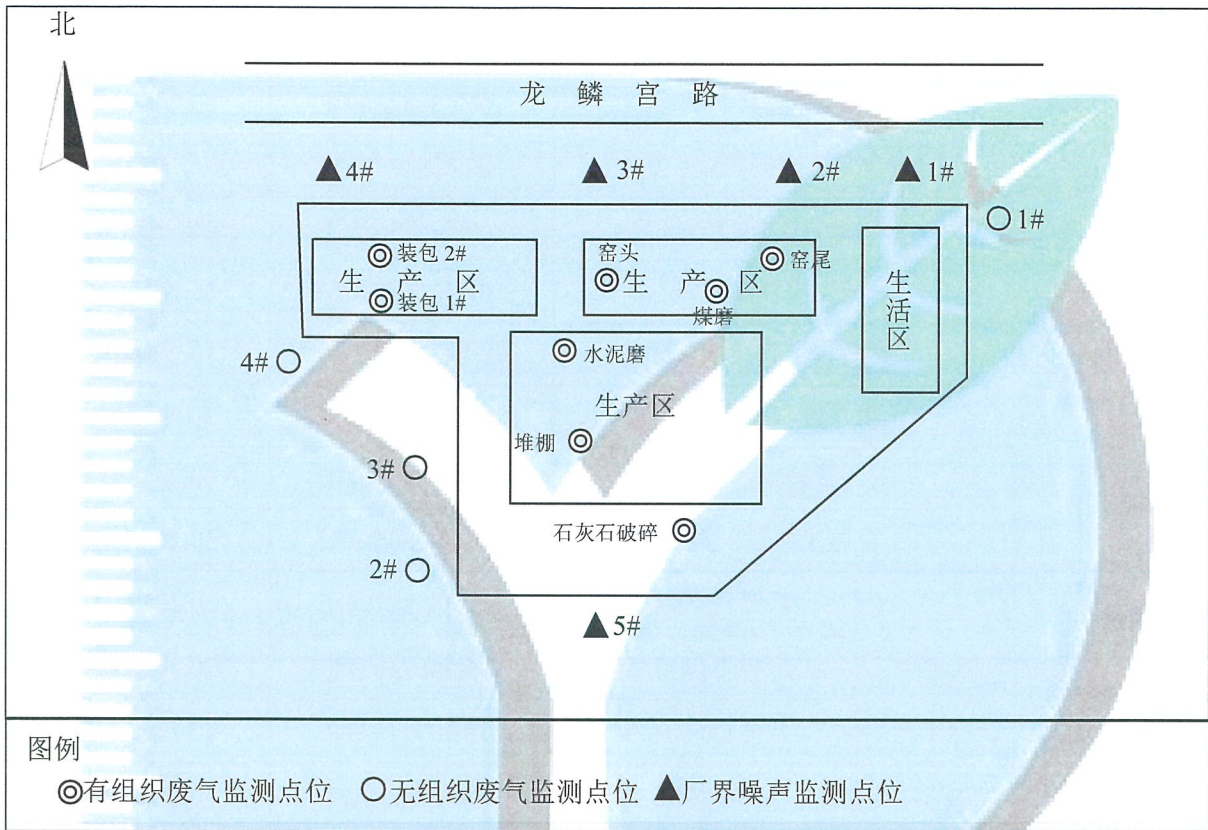 北
龙鳞宫路
▲4#
▲3#
▲2#
▲1#
○1#
◎装包 2#
生产区
◎装包 1#
窑头
◎窑尾
◎生产区
◎
煤磨
生活区
4#○
◎水泥磨
生产区
堆棚◎
3#○
石灰石破碎◎
2#○
▲5#
图例
◎有组织废气监测点位 ○无组织废气监测点位 ▲厂界噪声监测点位